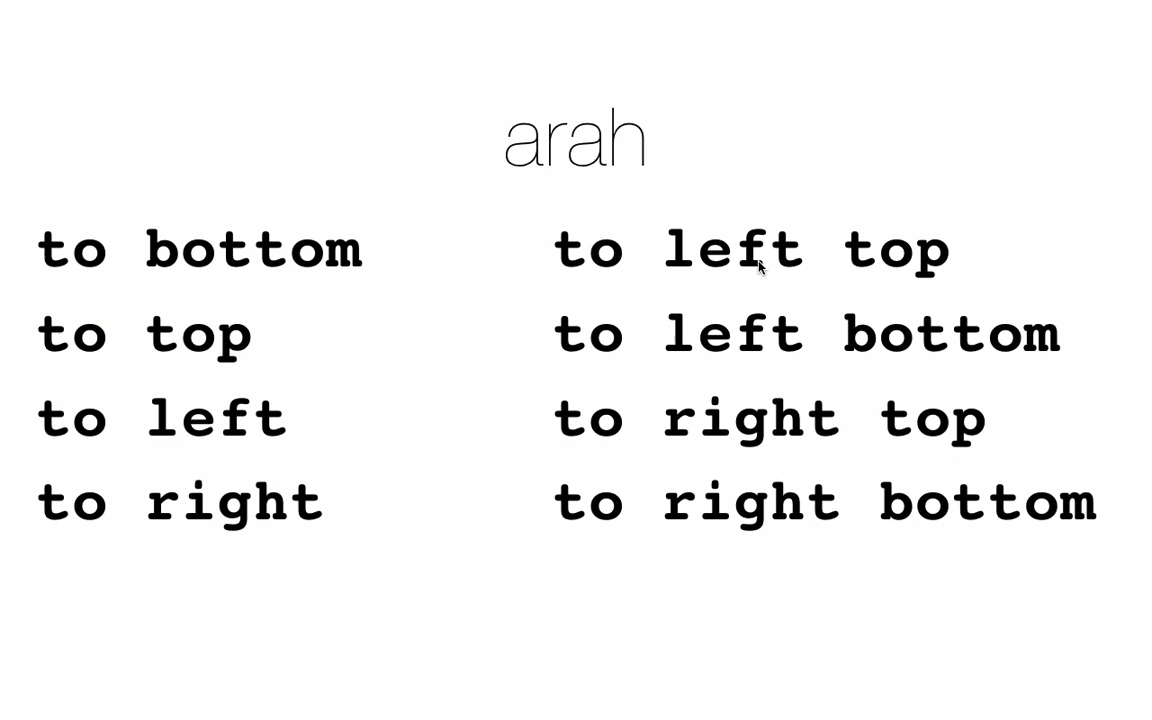 arah
to bottom
to top
to left
to right
to left top
to left bottom
to right top
to right bottom